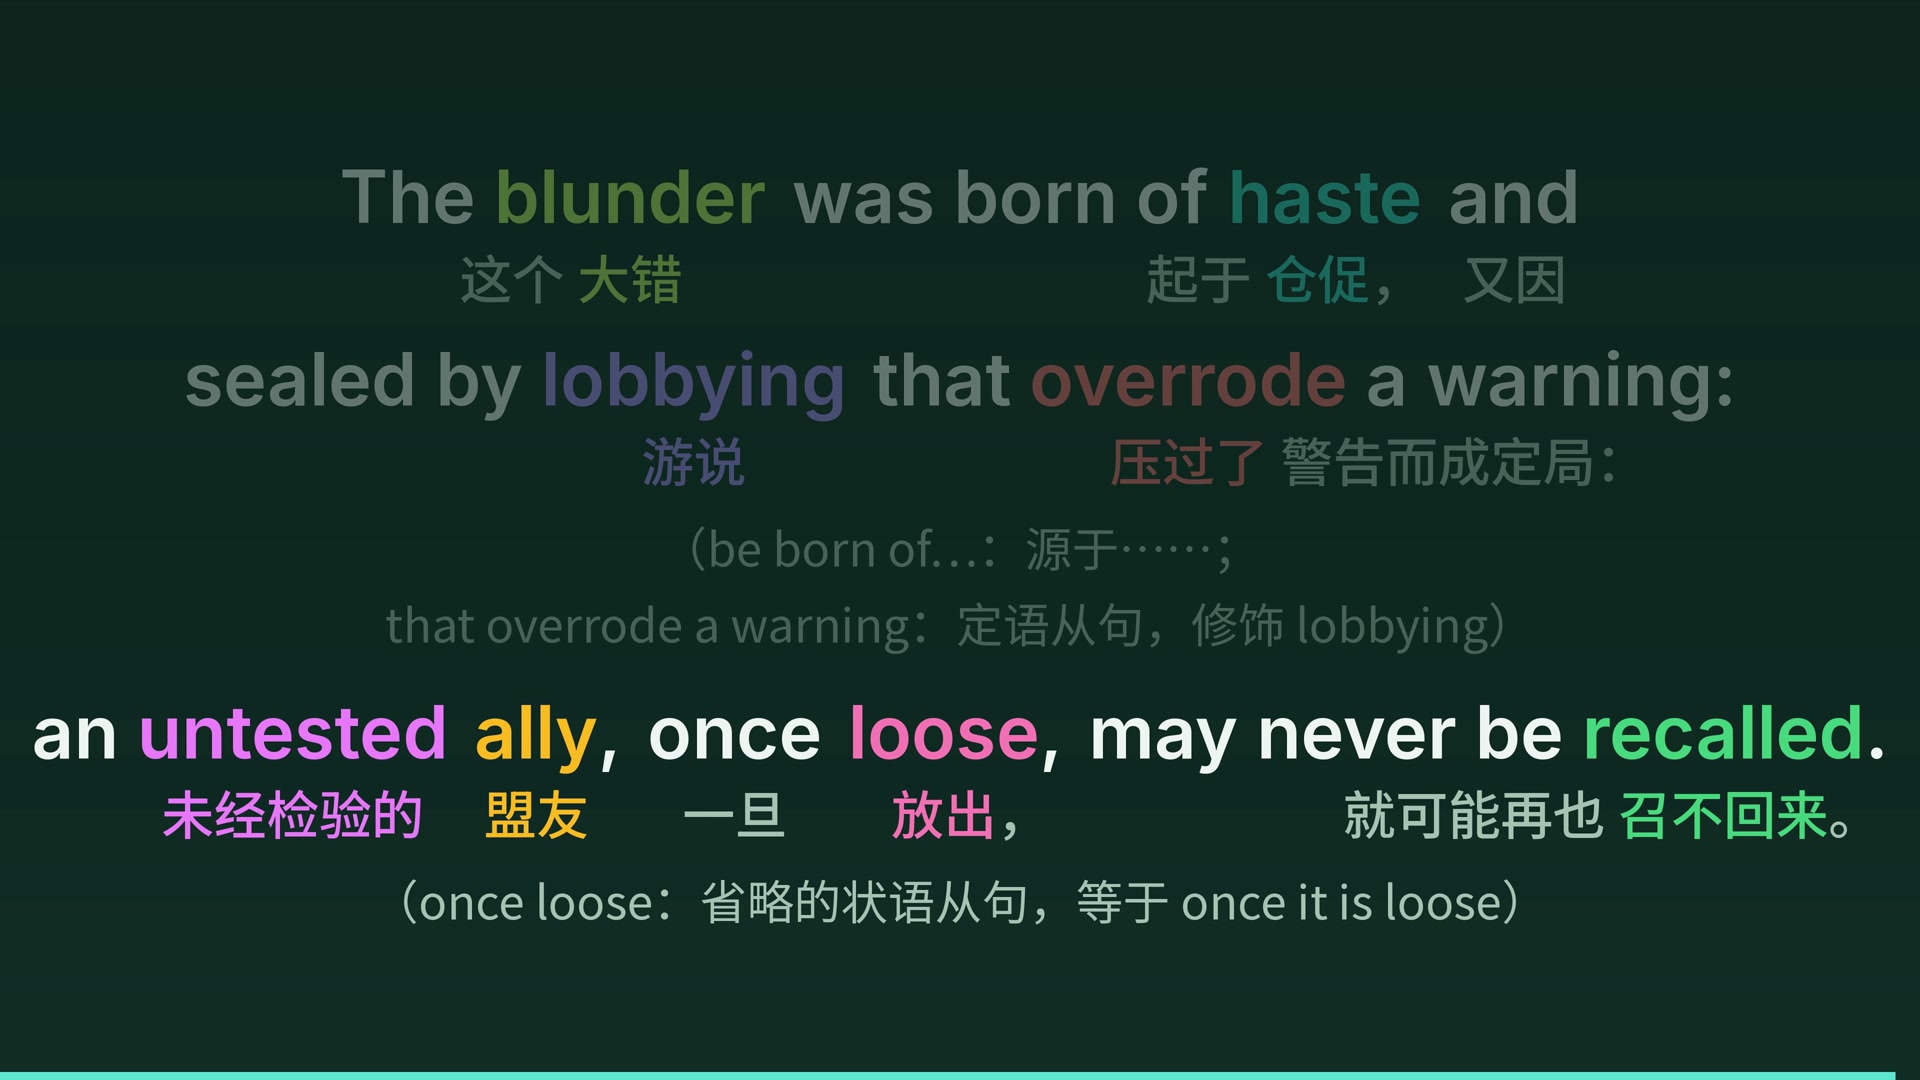 The blunder was born of haste and
这个 大错 起于 仓促， 又因
sealed by lobbying that overrode a warning:
游说 压过了 警告而成定局：
（be born of…：源于……；
that overrode a warning：定语从句，修饰 lobbying）
an untested ally, once loose, may never be recalled.
未经检验的 盟友 一旦 放出， 就可能再也 召不回来。
（once loose：省略的状语从句，等于 once it is loose）